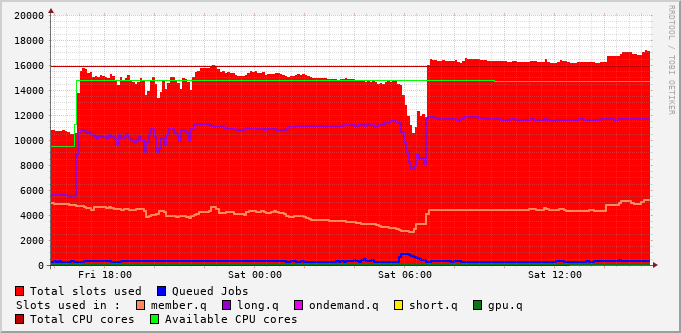 20000
18000
16000
14000
12000
10000
8000
6000
4000
2000
0
Fri 18:00 Sat 00:00 Sat 06:00 Sat 12:00
Total slots used Queued Jobs
Slots used in : member.q long.q ondemand.q short.q gpu.q
Total CPU cores Available CPU cores
RRDTOOL / TOBI OETIKER